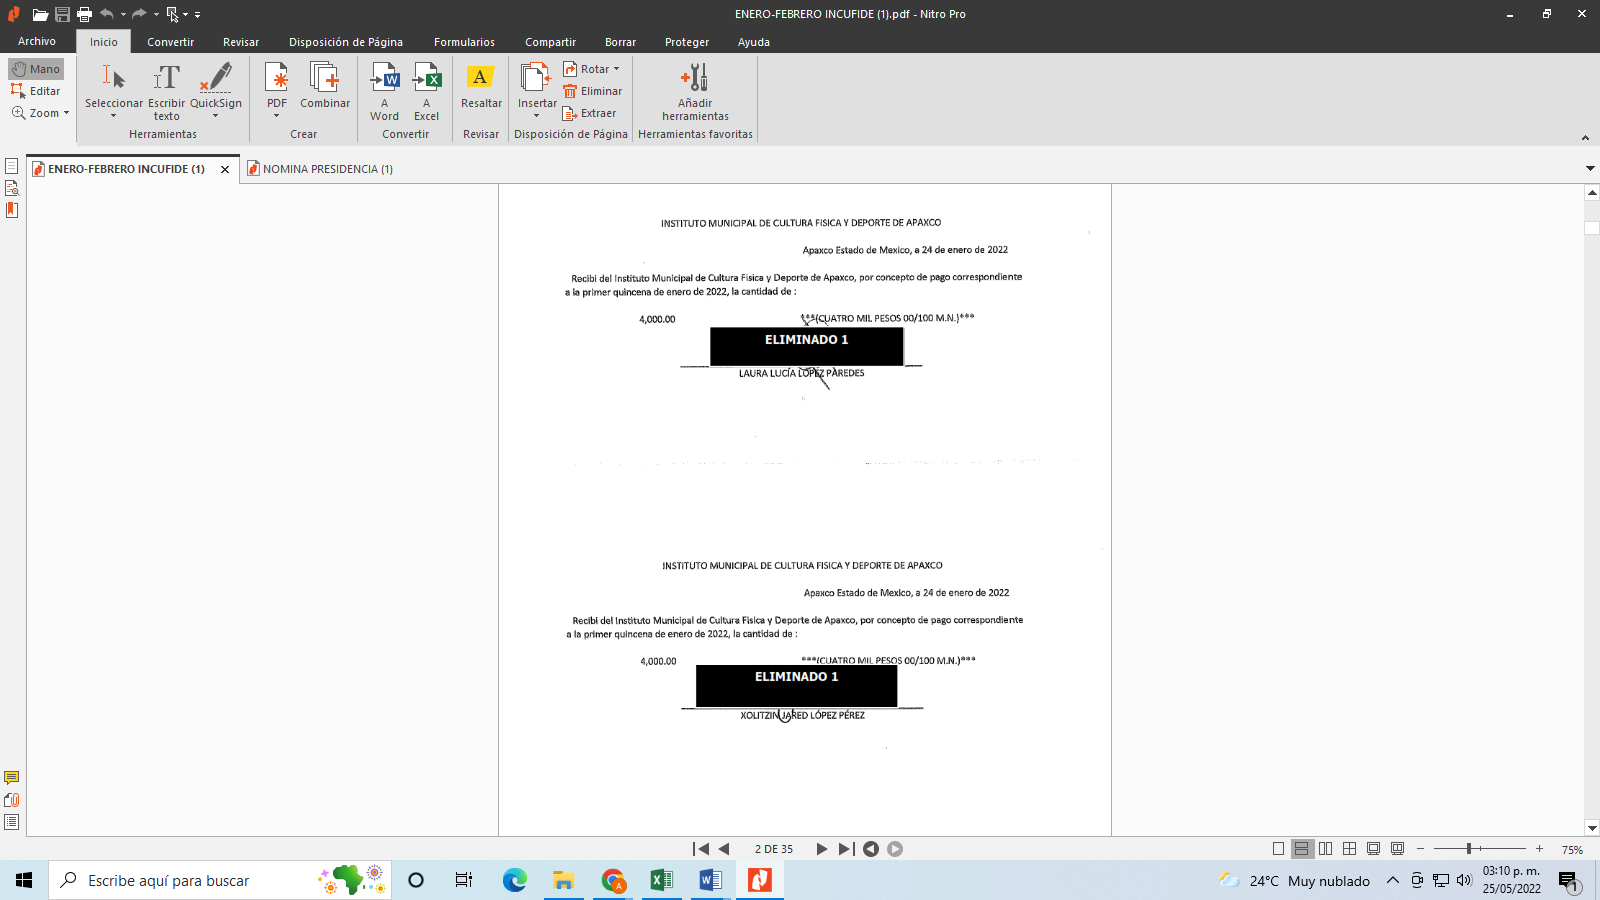 ENERO-FEBRERO INCUFIDE (1).pdf - Nitro Pro
Archivo Inicio Convertir Revisar Disposición de Página Formularios Compartir Borrar Proteger Ayuda
Mano
Editar
Zoom
Seleccionar
Escribir texto
QuickSign
Herramientas
PDF
Combinar
Crear
A Word
A Excel
Convertir
Resaltar
Revisar
Insertar
Rotar
Eliminar
Extraer
Disposición de Página
Añadir herramientas
Herramientas favoritas
ENERO-FEBRERO INCUFIDE (1)
NOMINA PRESIDENCIA (1)
INSTITUTO MUNICIPAL DE CULTURA FISICA Y DEPORTE DE APAXCO
Apaxco Estado de Mexico, a 24 de enero de 2022
Recibi del Instituto Municipal de Cultura Fisica y Deporte de Apaxco, por concepto de pago correspondiente
a la primer quincena de enero de 2022, la cantidad de :
4,000.00 ***(CUATRO MIL PESOS 00/100 M.N.)***
ELIMINADO 1
LAURA LUCÍA LÓPEZ PAREDES
INSTITUTO MUNICIPAL DE CULTURA FISICA Y DEPORTE DE APAXCO
Apaxco Estado de Mexico, a 24 de enero de 2022
Recibi del Instituto Municipal de Cultura Fisica y Deporte de Apaxco, por concepto de pago correspondiente
a la primer quincena de enero de 2022, la cantidad de :
4,000.00 ***(CUATRO MIL PESOS 00/100 M.N.)***
ELIMINADO 1
XOLITZIN JARED LÓPEZ PÉREZ
2 DE 35
75%
Escribe aquí para buscar
24°C Muy nublado
03:10 p. m.
25/05/2022
1